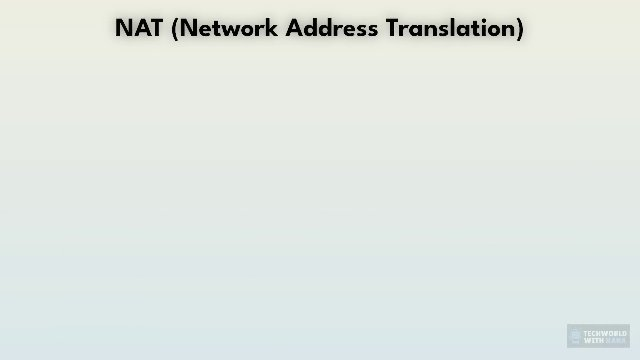 NAT (Network Address Translation)
TECHWORLD
WITH NANA